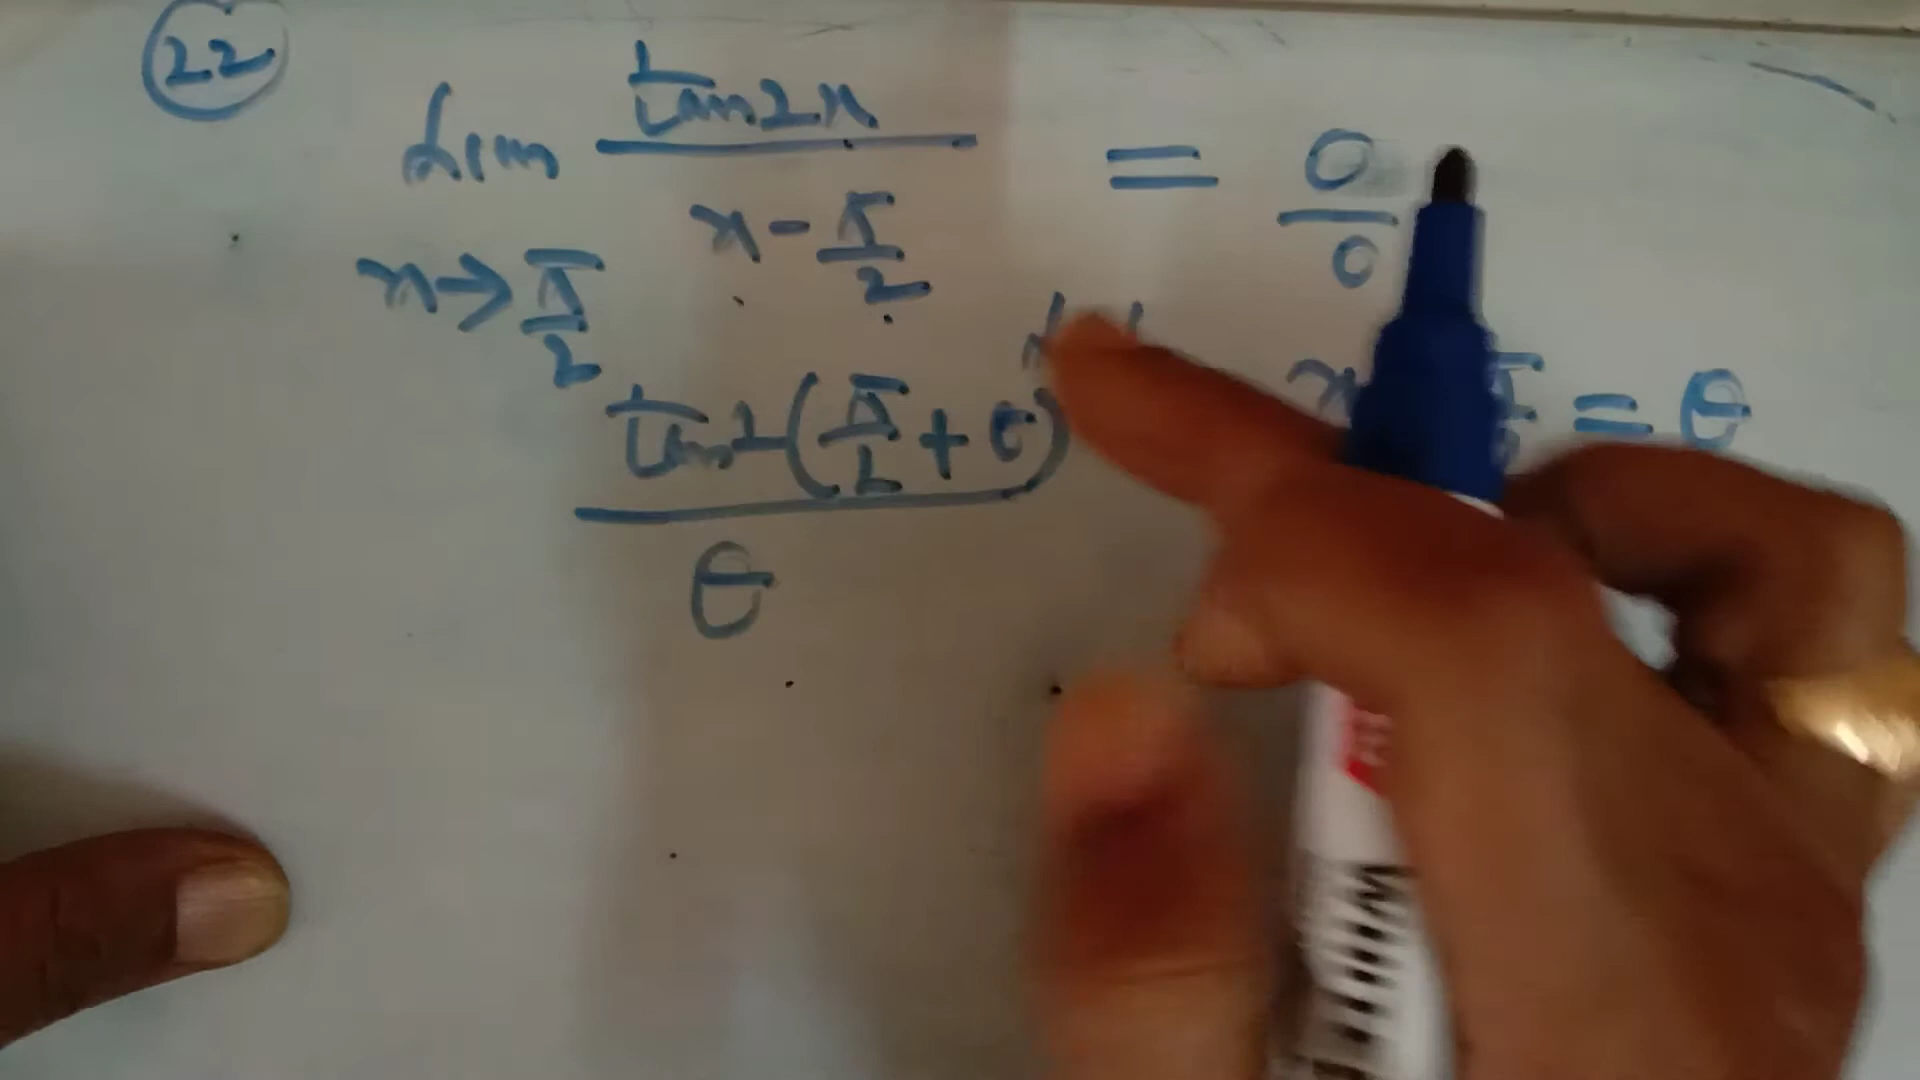 22
Lim tan2x / x - π/2 = 0/0
x → π/2
x π = θ
tan2(π/2 + θ) / θ